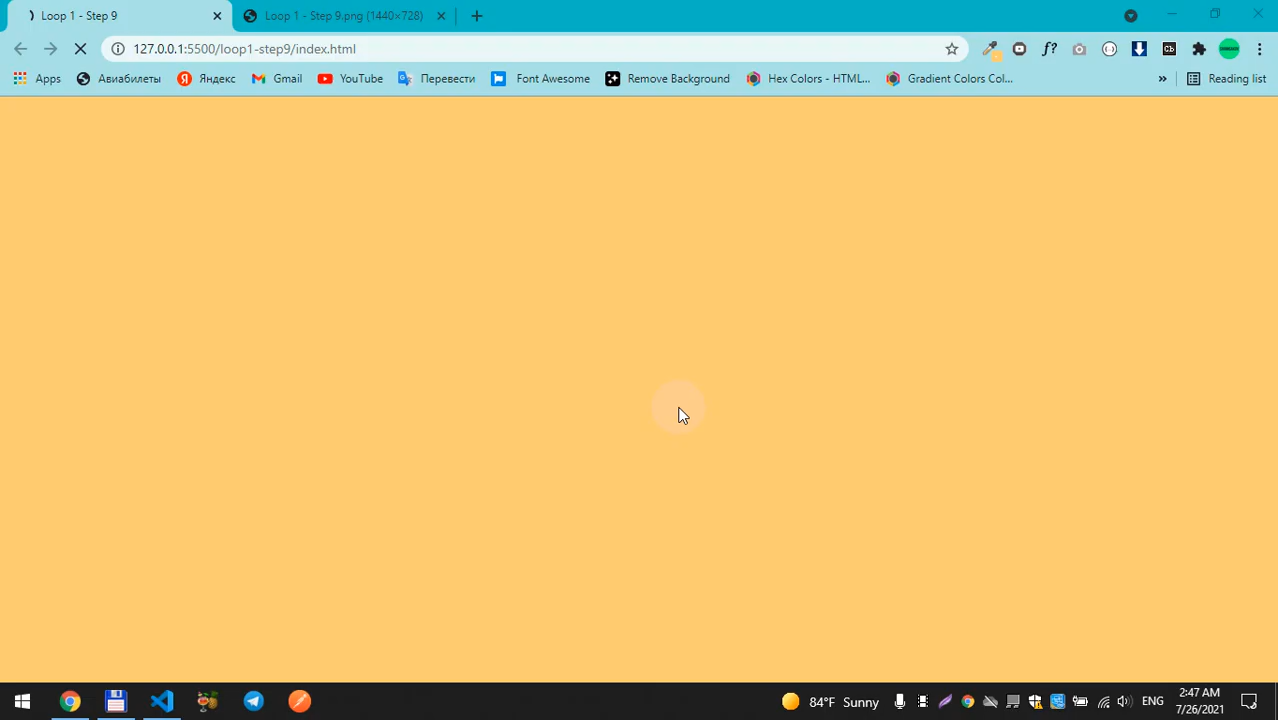 Loop 1 - Step 9
Loop 1 - Step 9.png (1440×728)
127.0.0.1:5500/loop1-step9/index.html
f?
Cb
Apps
Авиабилеты
Яндекс
Gmail
YouTube
Перевести
Font Awesome
Remove Background
Hex Colors - HTML...
Gradient Colors Col...
»
Reading list
84°F Sunny
ENG
2:47 AM
7/26/2021